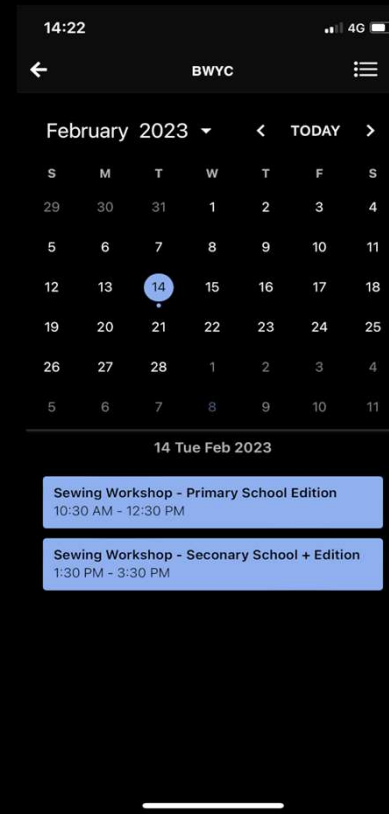 14:22 4G
BWYC
February 2023 TODAY
S M T W T F S
29 30 31 1 2 3 4
5 6 7 8 9 10 11
12 13 14 15 16 17 18
19 20 21 22 23 24 25
26 27 28 1 2 3 4
5 6 7 8 9 10 11
14 Tue Feb 2023
Sewing Workshop - Primary School Edition
10:30 AM - 12:30 PM
Sewing Workshop - Seconary School + Edition
1:30 PM - 3:30 PM